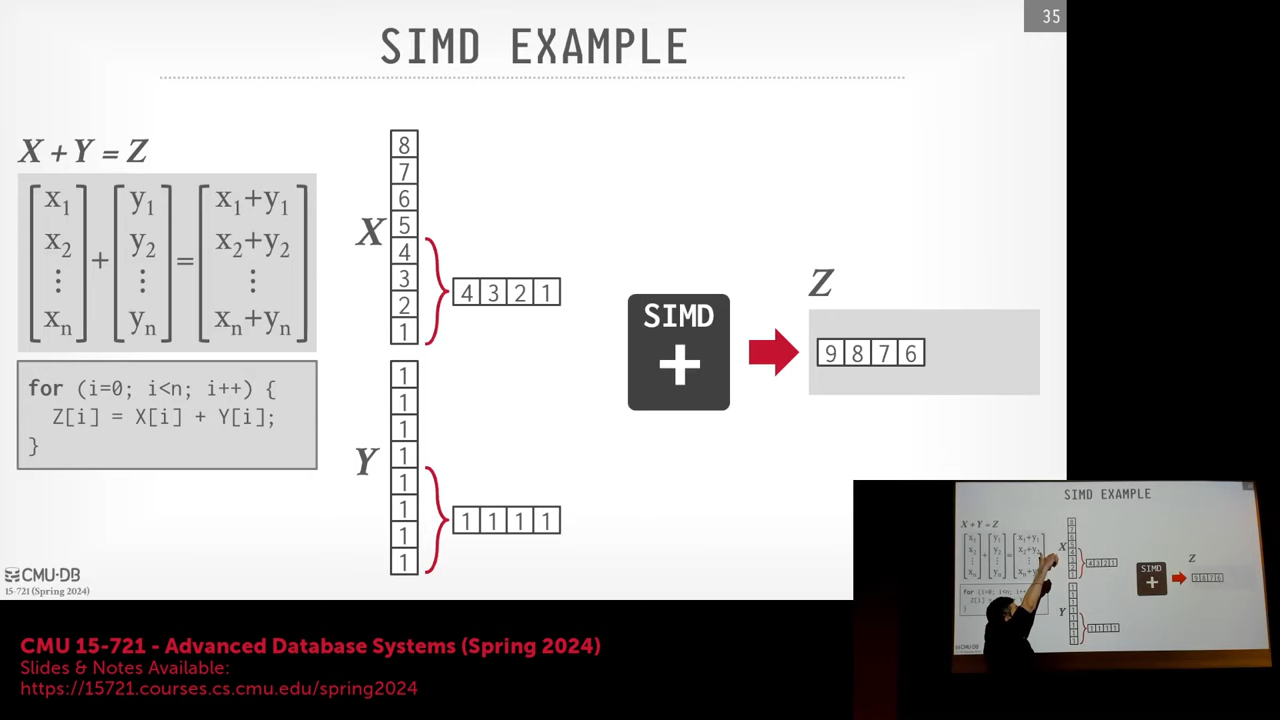 35
SIMD EXAMPLE
X + Y = Z
x1 + y1 = x1+y1
x2 y2 x2+y2
⋮ ⋮ ⋮
xn yn xn+yn
for (i=0; i<n; i++) {
Z[i] = X[i] + Y[i];
}
X
8
7
6
5
4
3
2
1
4 3 2 1
Y
1
1
1
1
1
1
1
1
1 1 1 1
SIMD
+
Z
9 8 7 6
CMU·DB
15-721 (Spring 2024)
SIMD EXAMPLE
X + Y = Z
X
Y
SIMD
+
Z
CMU 15-721 - Advanced Database Systems (Spring 2024)
Slides & Notes Available:
https://15721.courses.cs.cmu.edu/spring2024